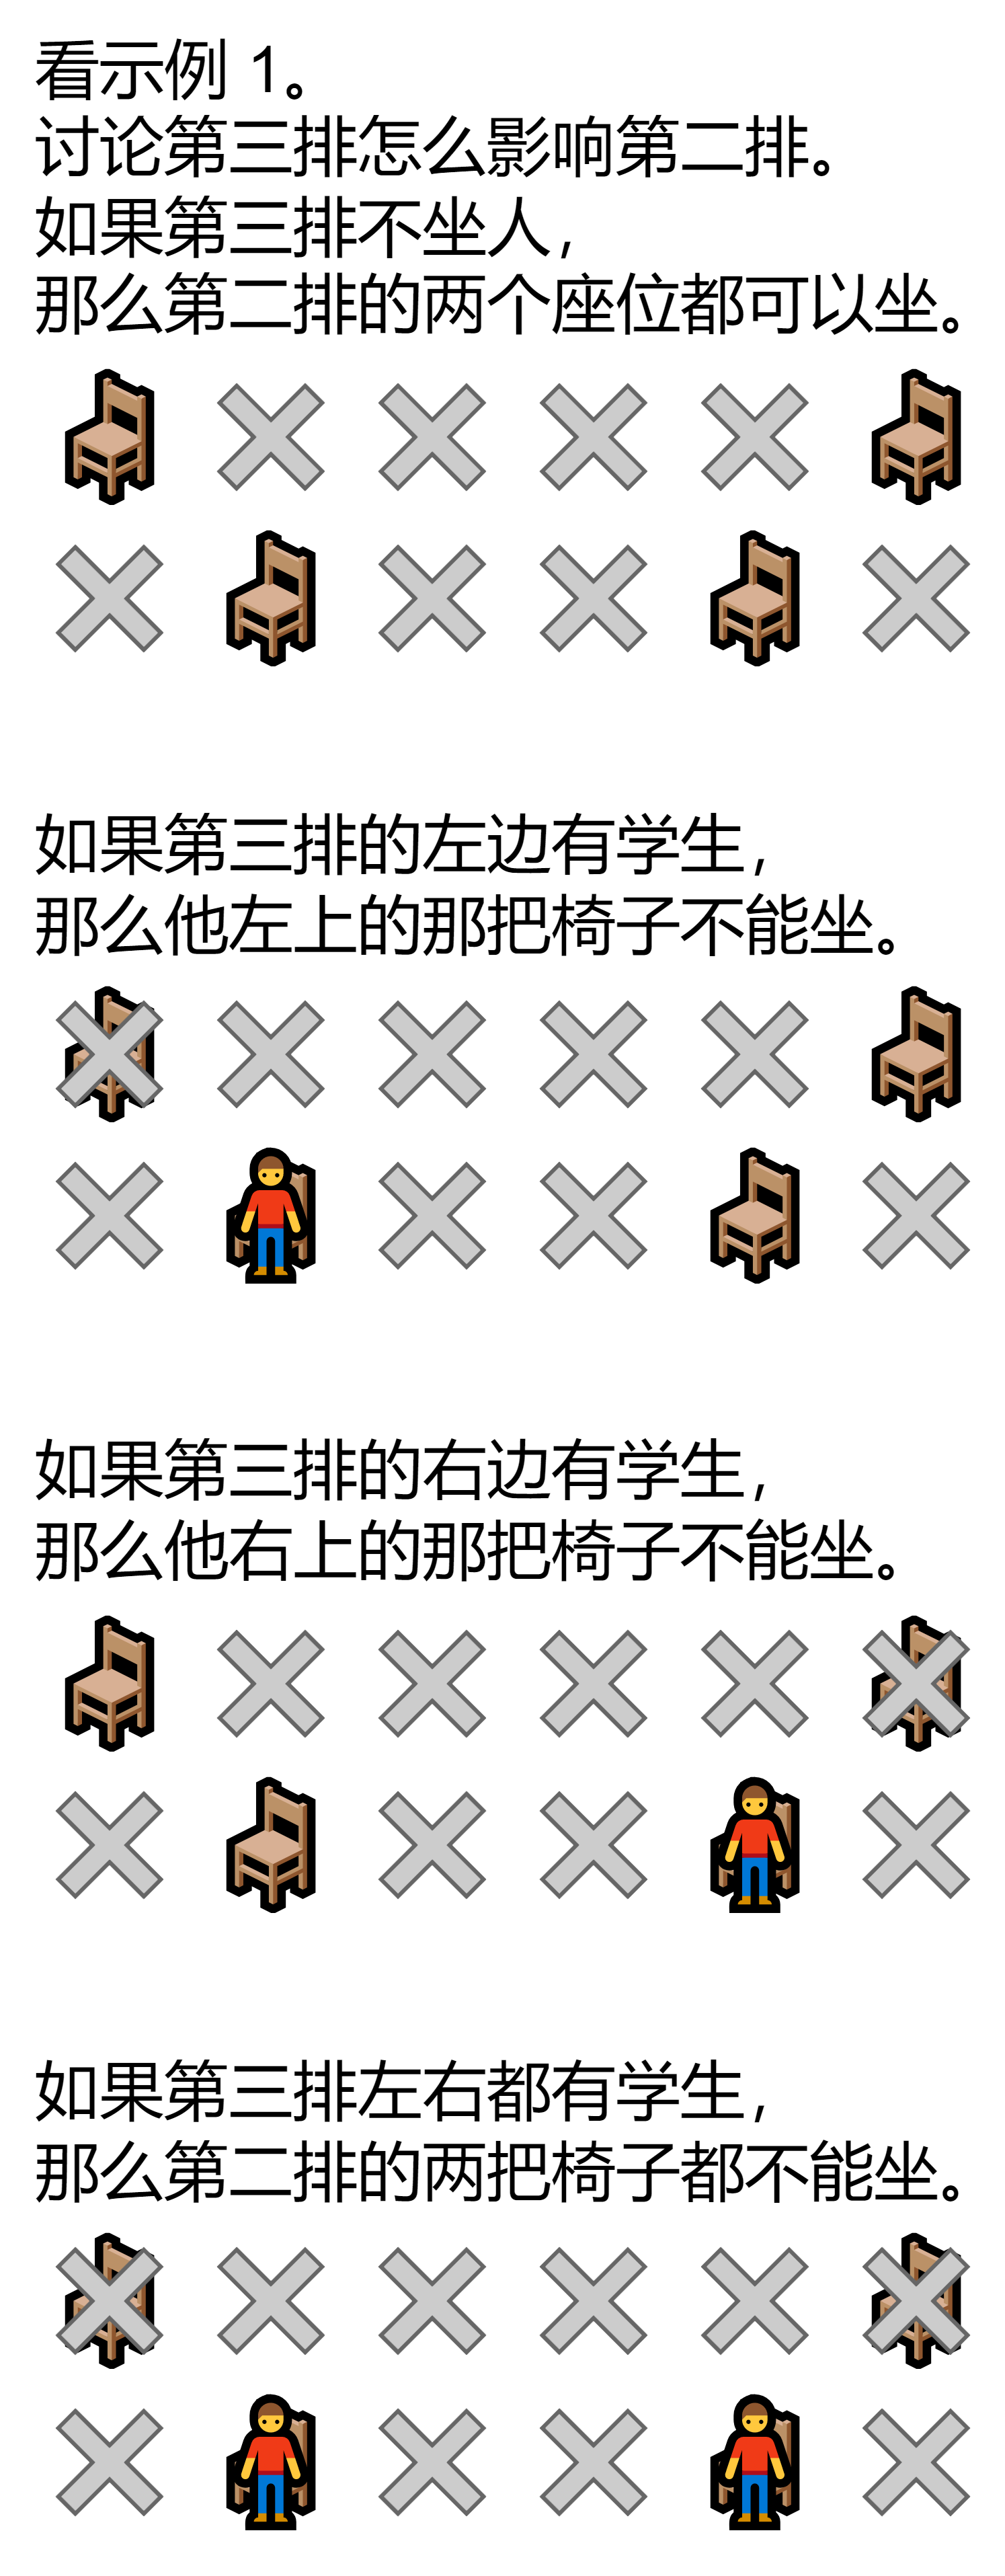 看示例 1。
讨论第三排怎么影响第二排。
如果第三排不坐人，
那么第二排的两个座位都可以坐。
如果第三排的左边有学生，
那么他左上的那把椅子不能坐。
如果第三排的右边有学生，
那么他右上的那把椅子不能坐。
如果第三排左右都有学生，
那么第二排的两把椅子都不能坐。